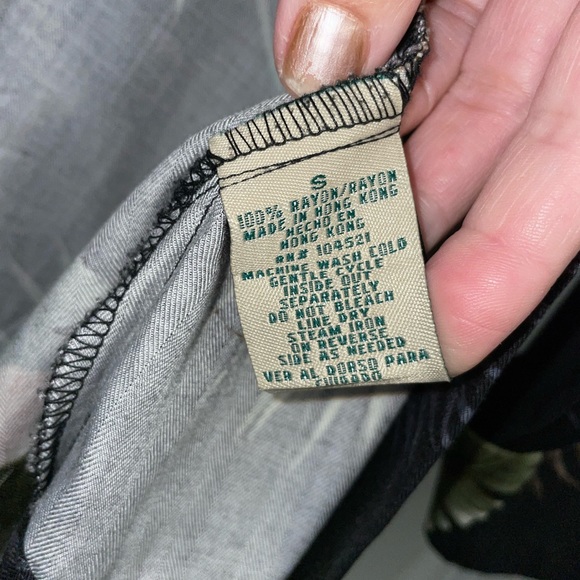 S
100% RAYON/RAYON
MADE IN HONG KONG
HECHO EN
HONG KONG
RN# 104521
MACHINE WASH COLD
GENTLE CYCLE
INSIDE OUT
SEPARATELY
DO NOT BLEACH
LINE DRY
STEAM IRON
ON REVERSE
SIDE AS NEEDED
VER AL DORSO PARA
CUIDADO